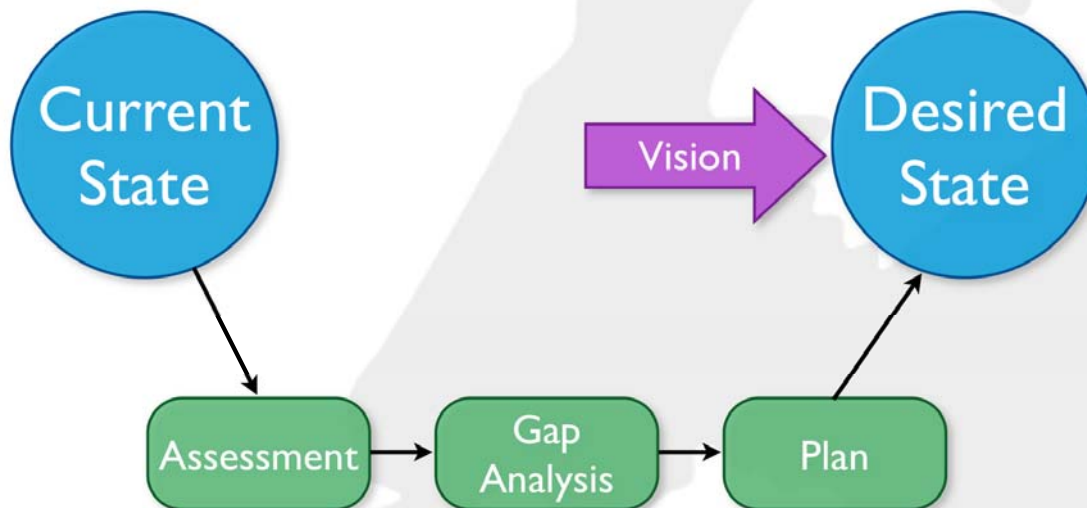 Current
State
Vision
Desired
State
Assessment
Gap
Analysis
Plan